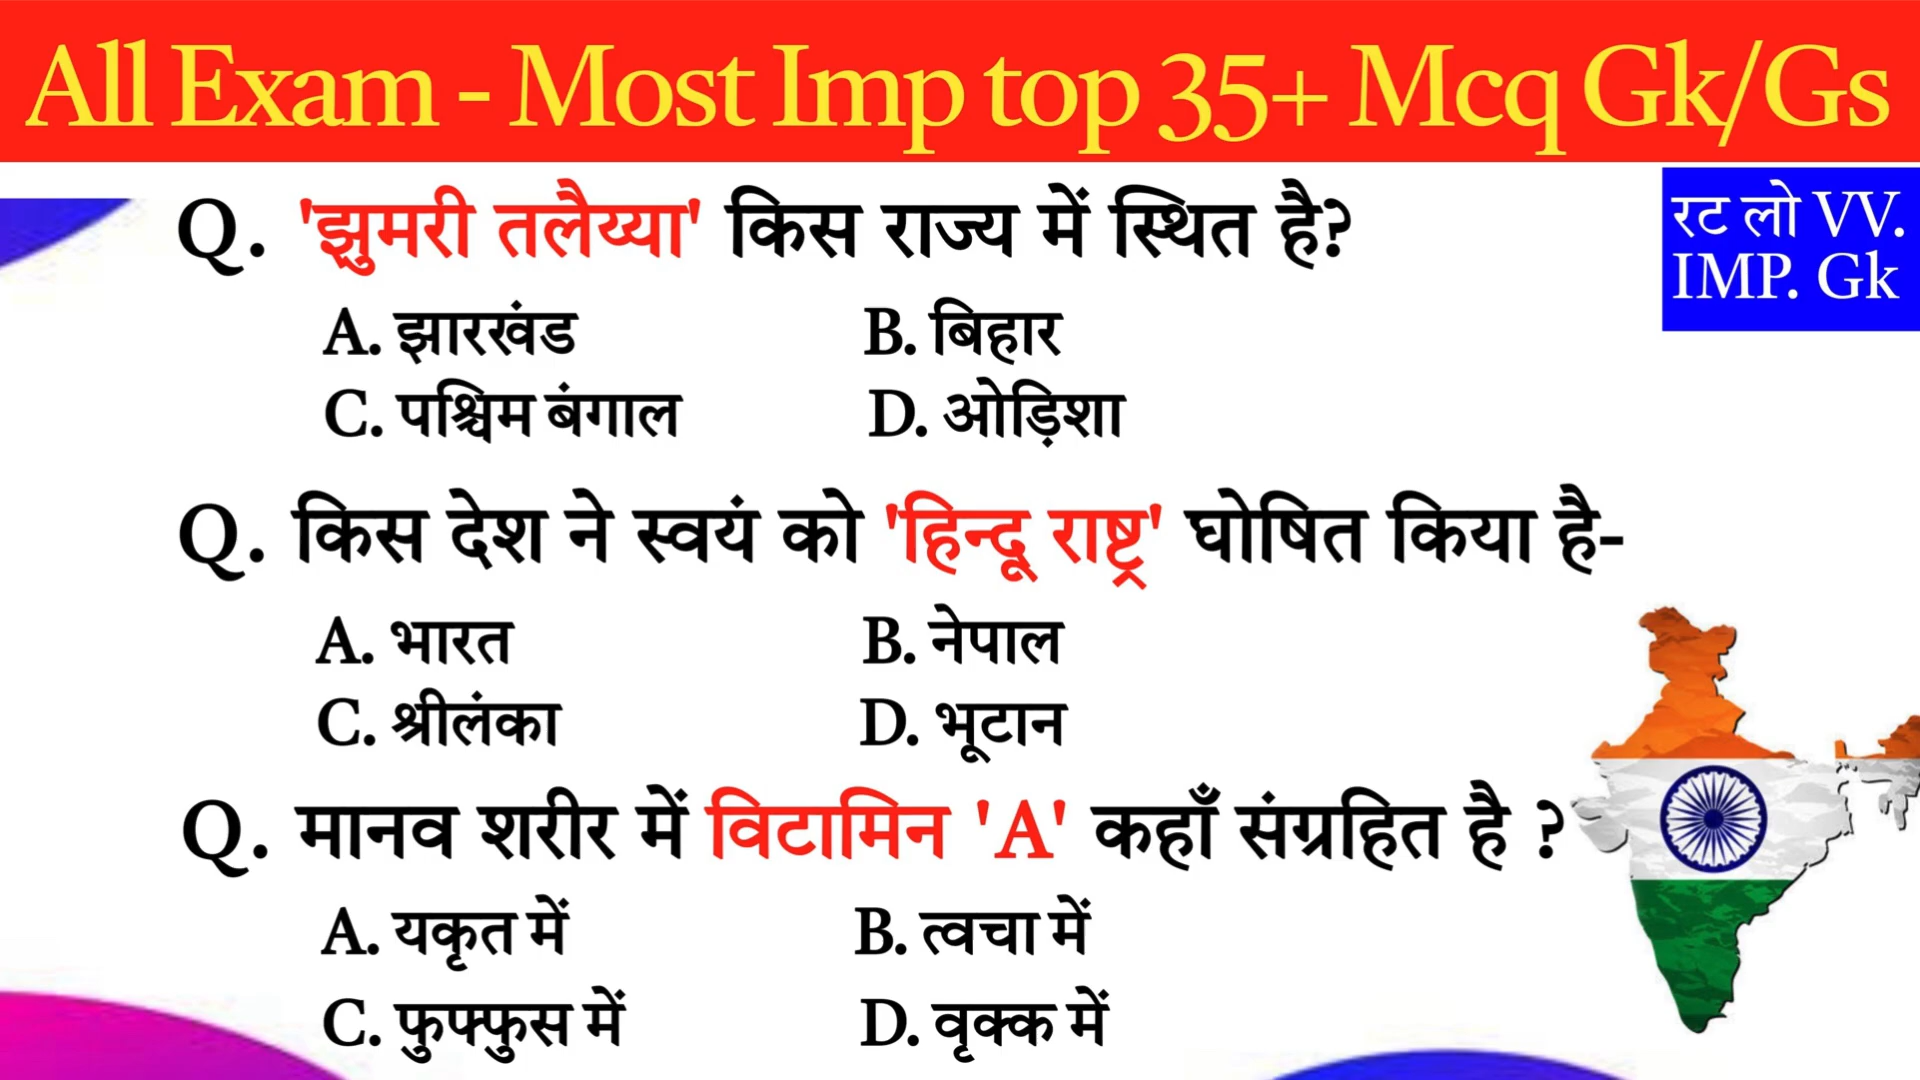 All Exam - Most Imp top 35+ Mcq Gk/Gs
रट लो VV.
IMP. Gk
Q. 'झुमरी तलैय्या' किस राज्य में स्थित है?
A. झारखंड B. बिहार
C. पश्चिम बंगाल D. ओड़िशा
Q. किस देश ने स्वयं को 'हिन्दू राष्ट्र' घोषित किया है-
A. भारत B. नेपाल
C. श्रीलंका D. भूटान
Q. मानव शरीर में विटामिन 'A' कहाँ संग्रहित है ?
A. यकृत में B. त्वचा में
C. फुफ्फुस में D. वृक्क में